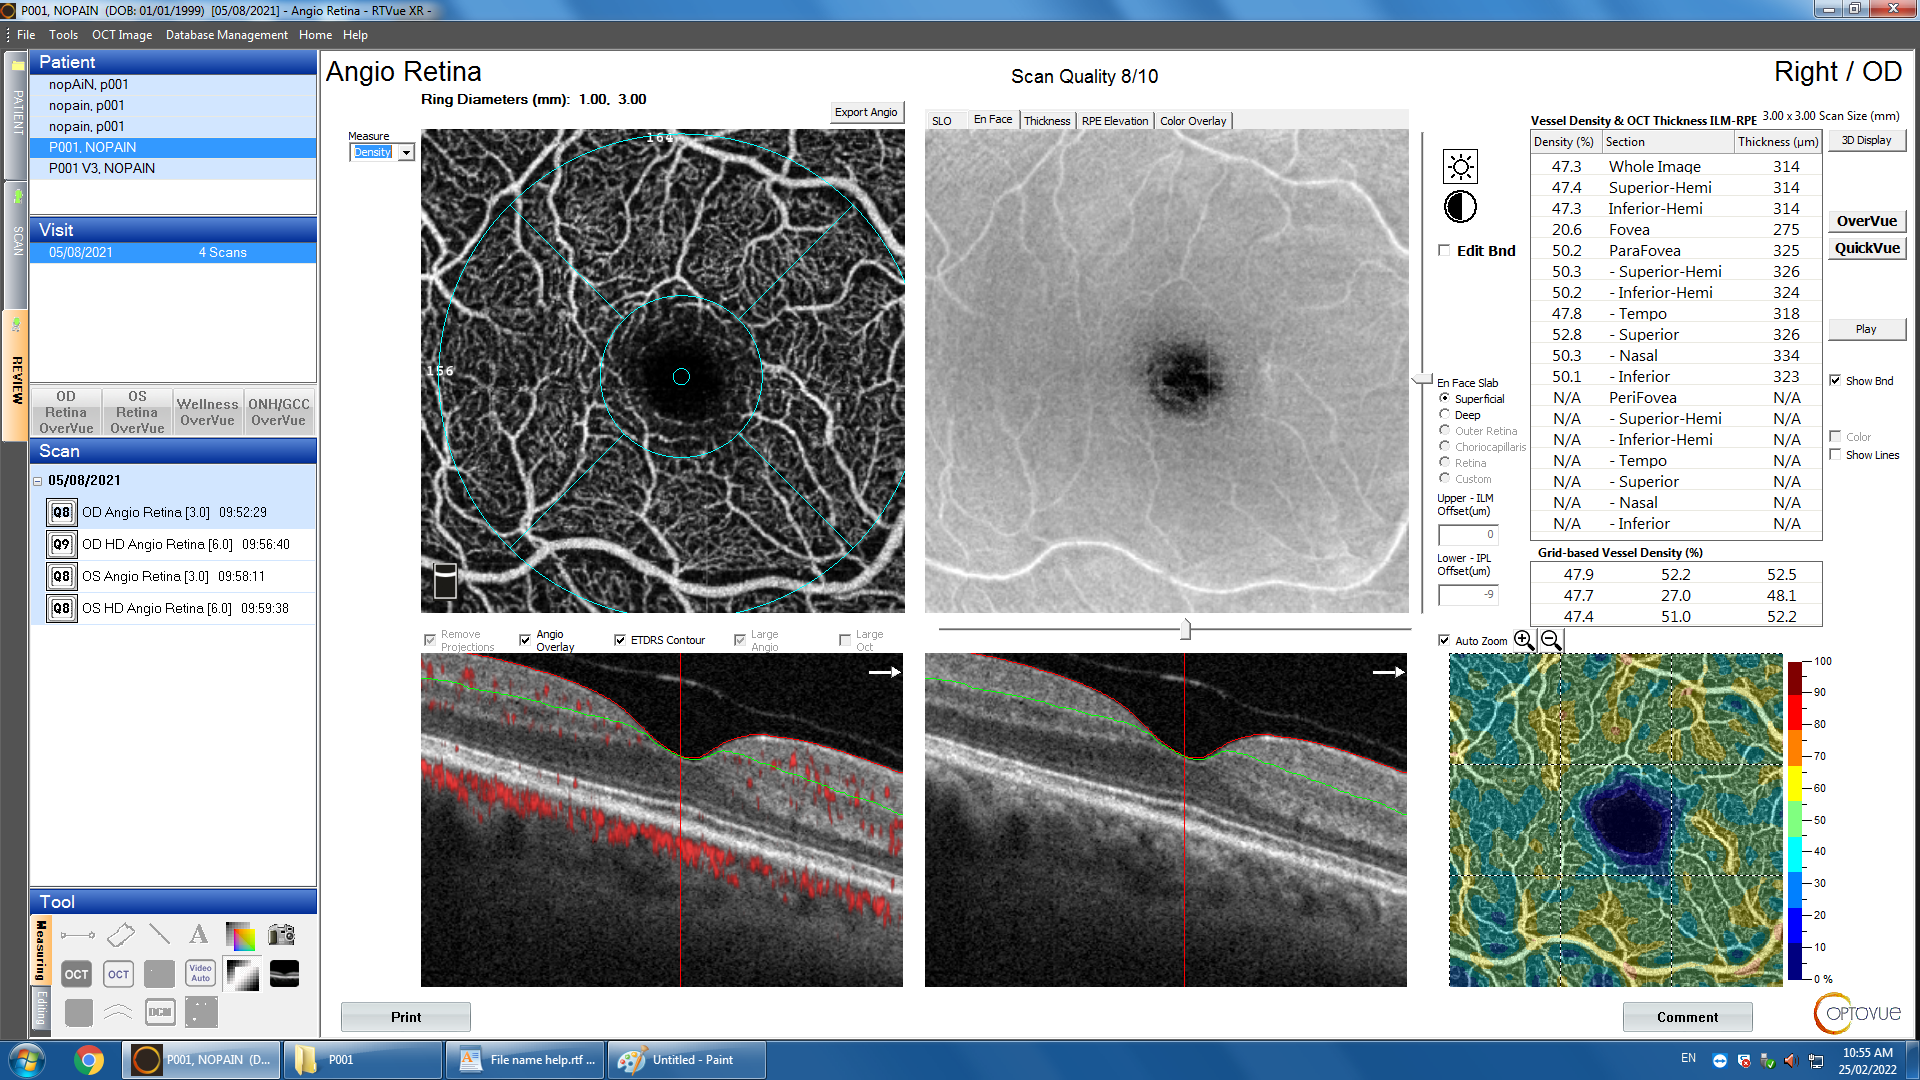 P001, NOPAIN (DOB: 01/01/1999) [05/08/2021] - Angio Retina - RTVue XR -
File Tools OCT Image Database Management Home Help
PATIENT
SCAN
REVIEW
Patient
nopAiN, p001
nopain, p001
nopain, p001
P001, NOPAIN
P001 V3, NOPAIN
Visit
05/08/2021 4 Scans
OD Retina OverVue
OS Retina OverVue
Wellness OverVue
ONH/GCC OverVue
Scan
05/08/2021
Q8 OD Angio Retina [3.0] 09:52:29
Q9 OD HD Angio Retina [6.0] 09:56:40
Q8 OS Angio Retina [3.0] 09:58:11
Q8 OS HD Angio Retina [6.0] 09:59:38
Tool
Measuring
Editing
A
OCT
OCT
Video Auto
DCM
Angio Retina
Scan Quality 8/10
Right / OD
Ring Diameters (mm): 1.00, 3.00
Export Angio
Measure
Density
164
156
SLO En Face Thickness RPE Elevation Color Overlay
Edit Bnd
En Face Slab
Superficial
Deep
Outer Retina
Choriocapillaris
Retina
Custom
Upper - ILM
Offset(um)
0
Lower - IPL
Offset(um)
-9
Remove Projections
Angio Overlay
ETDRS Contour
Large Angio
Large Oct
Vessel Density & OCT Thickness ILM-RPE 3.00 x 3.00 Scan Size (mm)
Density (%) Section Thickness (µm)
47.3 Whole Image 314
47.4 Superior-Hemi 314
47.3 Inferior-Hemi 314
20.6 Fovea 275
50.2 ParaFovea 325
50.3 - Superior-Hemi 326
50.2 - Inferior-Hemi 324
47.8 - Tempo 318
52.8 - Superior 326
50.3 - Nasal 334
50.1 - Inferior 323
N/A PeriFovea N/A
N/A - Superior-Hemi N/A
N/A - Inferior-Hemi N/A
N/A - Tempo N/A
N/A - Superior N/A
N/A - Nasal N/A
N/A - Inferior N/A
Grid-based Vessel Density (%)
47.9 52.2 52.5
47.7 27.0 48.1
47.4 51.0 52.2
3D Display
OverVue
QuickVue
Play
Show Bnd
Color
Show Lines
Auto Zoom
100
90
80
70
60
50
40
30
20
10
0 %
Print
Comment
OPTOVUE
P001, NOPAIN (D...
P001
File name help.rtf ...
Untitled - Paint
EN
10:55 AM
25/02/2022